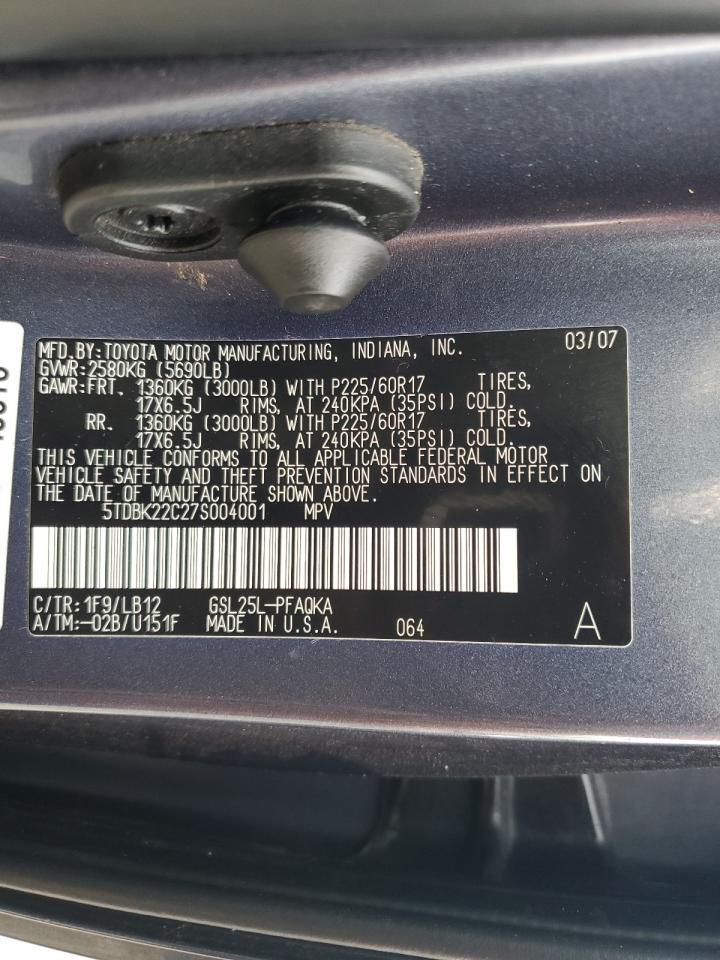 MFD.BY:TOYOTA MOTOR MANUFACTURING, INDIANA, INC. 03/07
GVWR:2580KG (5690LB)
GAWR:FRT. 1360KG (3000LB) WITH P225/60R17 TIRES,
17X6.5J RIMS, AT 240KPA (35PSI) COLD.
RR. 1360KG (3000LB) WITH P225/60R17 TIRES,
17X6.5J RIMS, AT 240KPA (35PSI) COLD.
THIS VEHICLE CONFORMS TO ALL APPLICABLE FEDERAL MOTOR
VEHICLE SAFETY AND THEFT PREVENTION STANDARDS IN EFFECT ON
THE DATE OF MANUFACTURE SHOWN ABOVE.
5TDBK22C27S004001 MPV
C/TR:1F9/LB12 GSL25L-PFAQKA
A/TM:-02B/U151F MADE IN U.S.A. 064 A